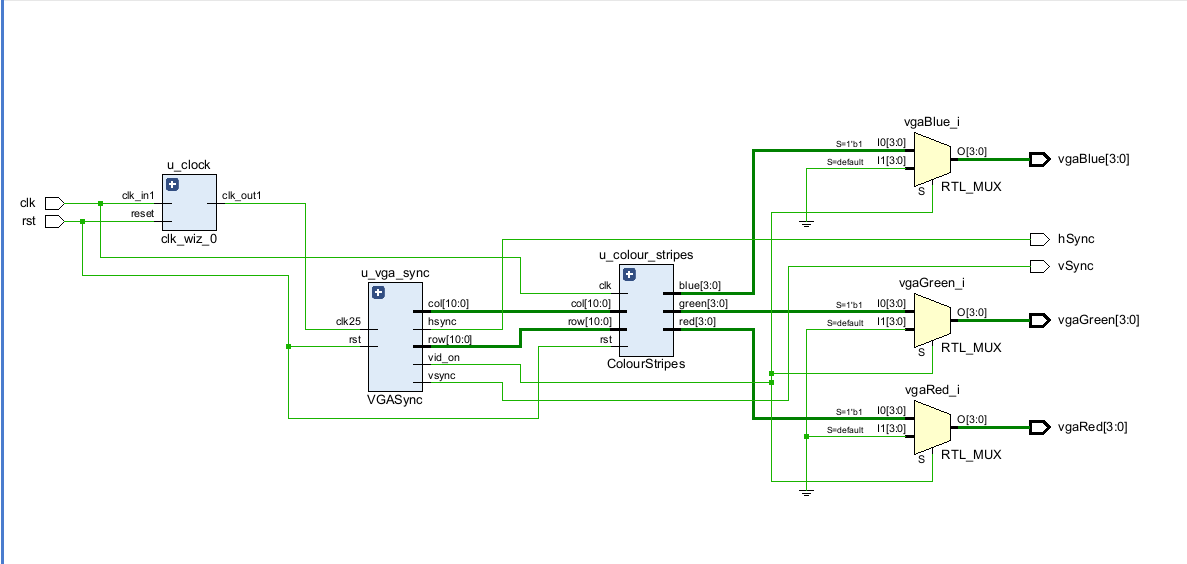 vgaBlue_i
S=1'b1
I0[3:0]
S=default
I1[3:0]
O[3:0]
vgaBlue[3:0]
S
RTL_MUX
u_clock
clk
clk_in1
clk_out1
rst
reset
clk_wiz_0
hSync
vSync
u_vga_sync
clk25
rst
col[10:0]
hsync
row[10:0]
vid_on
vsync
VGASync
u_colour_stripes
clk
col[10:0]
row[10:0]
rst
blue[3:0]
green[3:0]
red[3:0]
ColourStripes
vgaGreen_i
S=1'b1
I0[3:0]
S=default
I1[3:0]
O[3:0]
vgaGreen[3:0]
S
RTL_MUX
vgaRed_i
S=1'b1
I0[3:0]
S=default
I1[3:0]
O[3:0]
vgaRed[3:0]
S
RTL_MUX